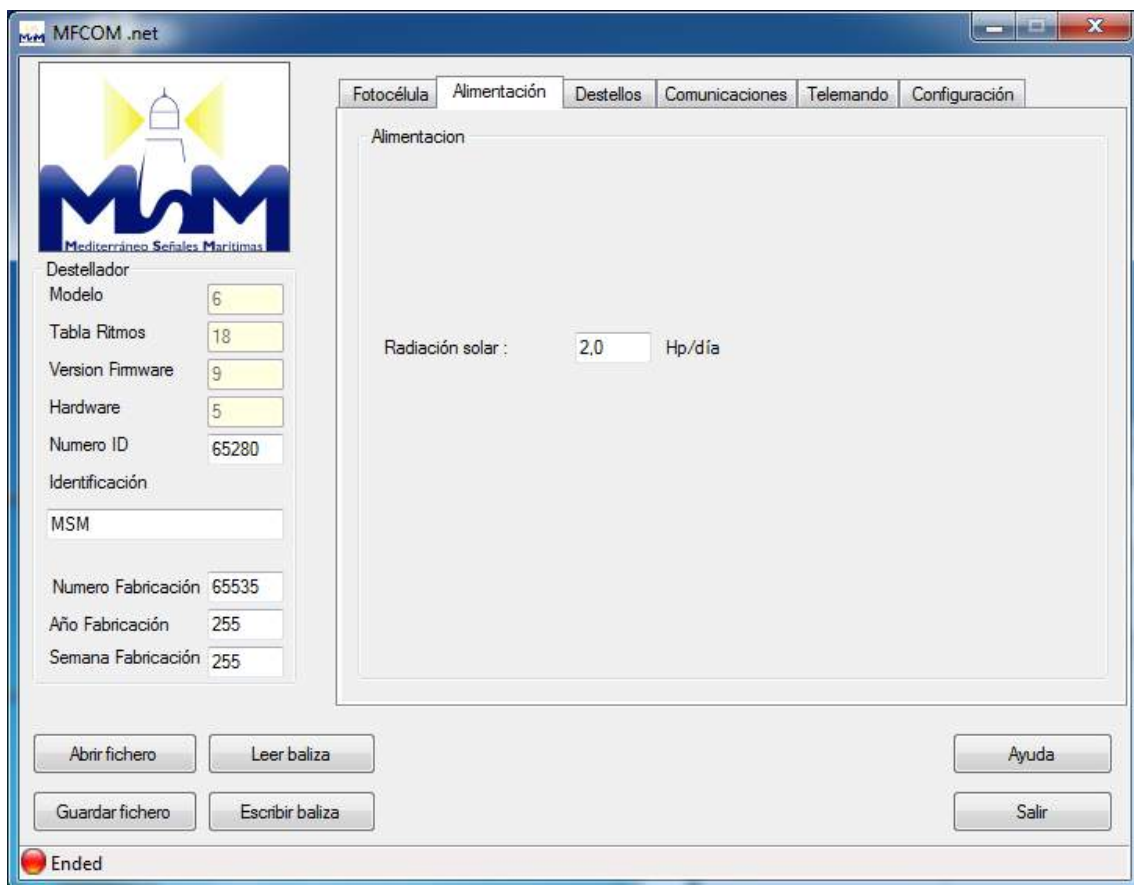 MSM MFCOM .net
Fotocélula Alimentación Destellos Comunicaciones Telemando Configuración
MSM
Mediterráneo Señales Maritimas
Alimentacion
Radiación solar : 2,0 Hp/día
Destellador
Modelo 6
Tabla Ritmos 18
Version Firmware 9
Hardware 5
Numero ID 65280
Identificación
MSM
Numero Fabricación 65535
Año Fabricación 255
Semana Fabricación 255
Abrir fichero Leer baliza Ayuda
Guardar fichero Escribir baliza Salir
Ended